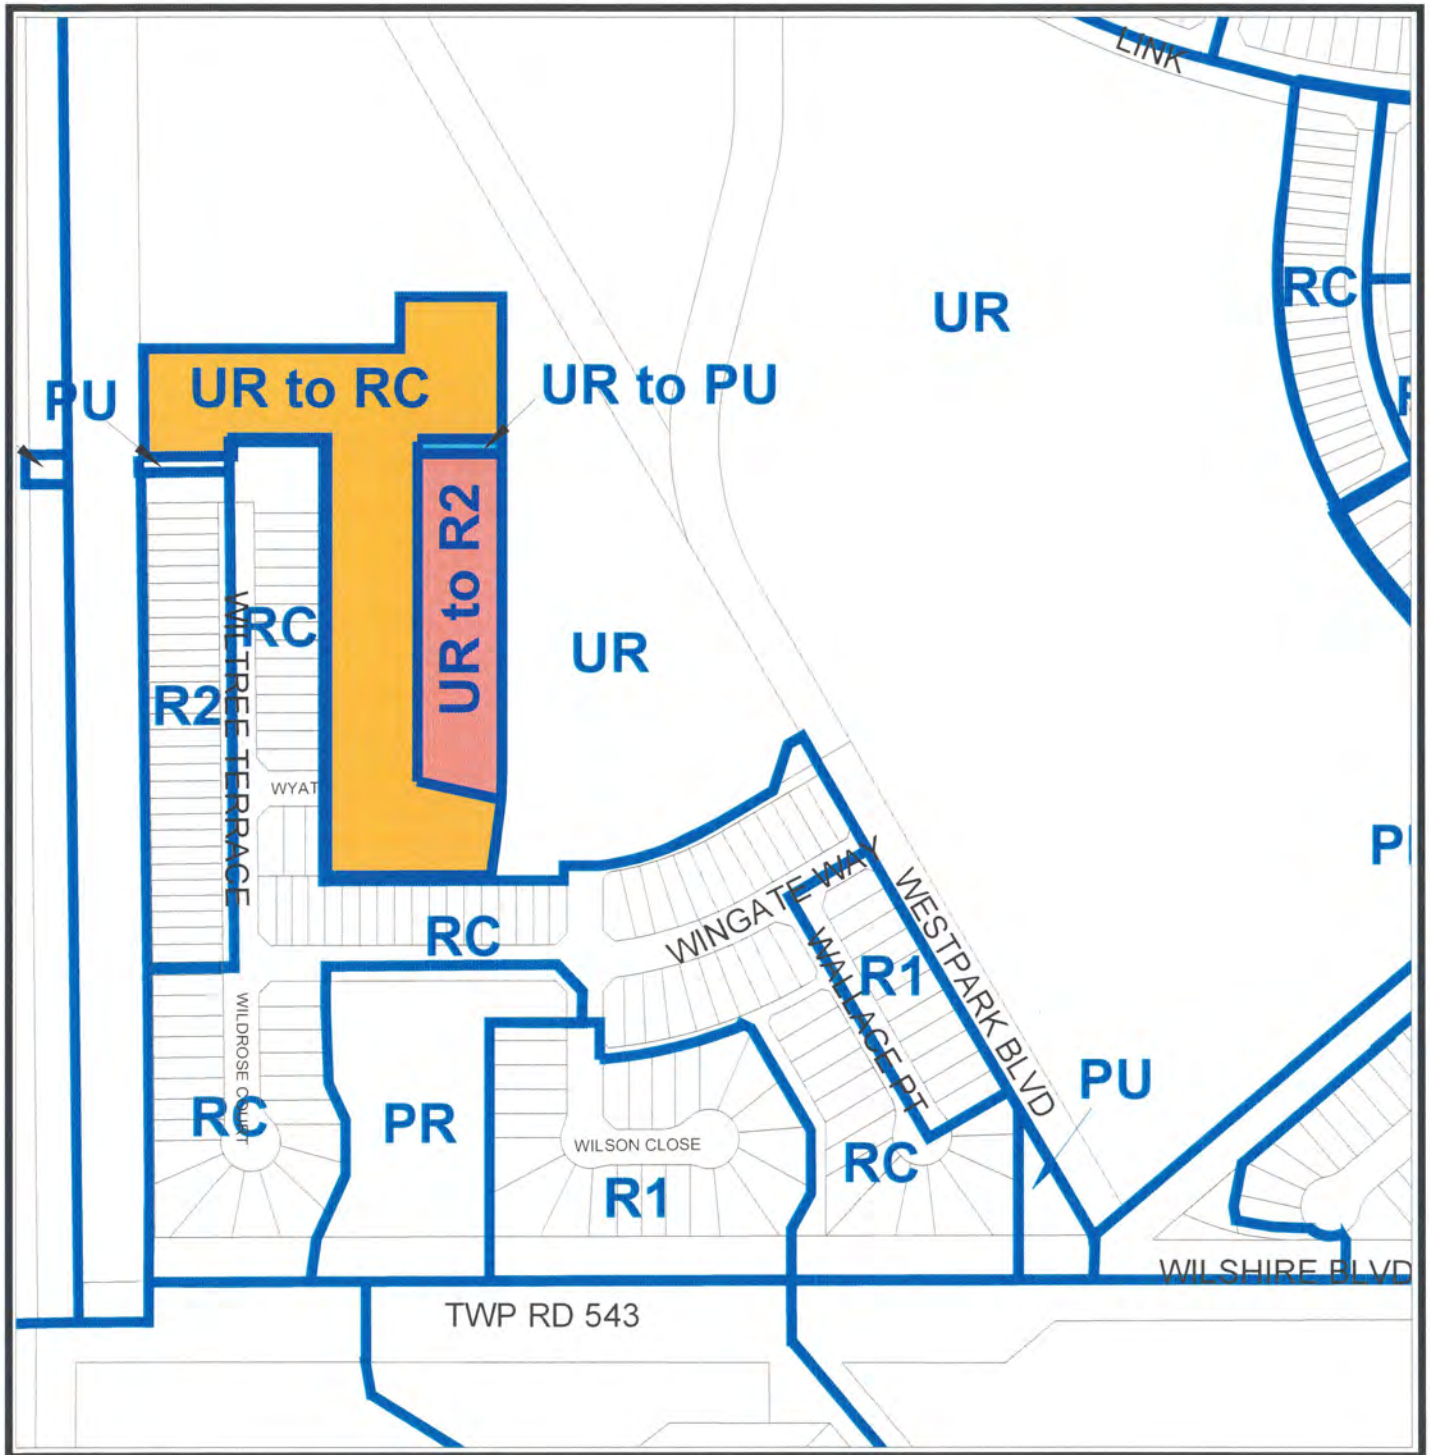 LINK
RC
UR
UR to RC
UR to PU
PU
UR to R2
RC
UR
R2
WILTREE TERRACE
WYAT
WINGATE WAY
WESTPARK BLVD
RC
WALLACE PT
R1
WILDROSE COURT
PU
RC
PR
WILSON CLOSE
RC
R1
WILSHIRE BLVD
TWP RD 543